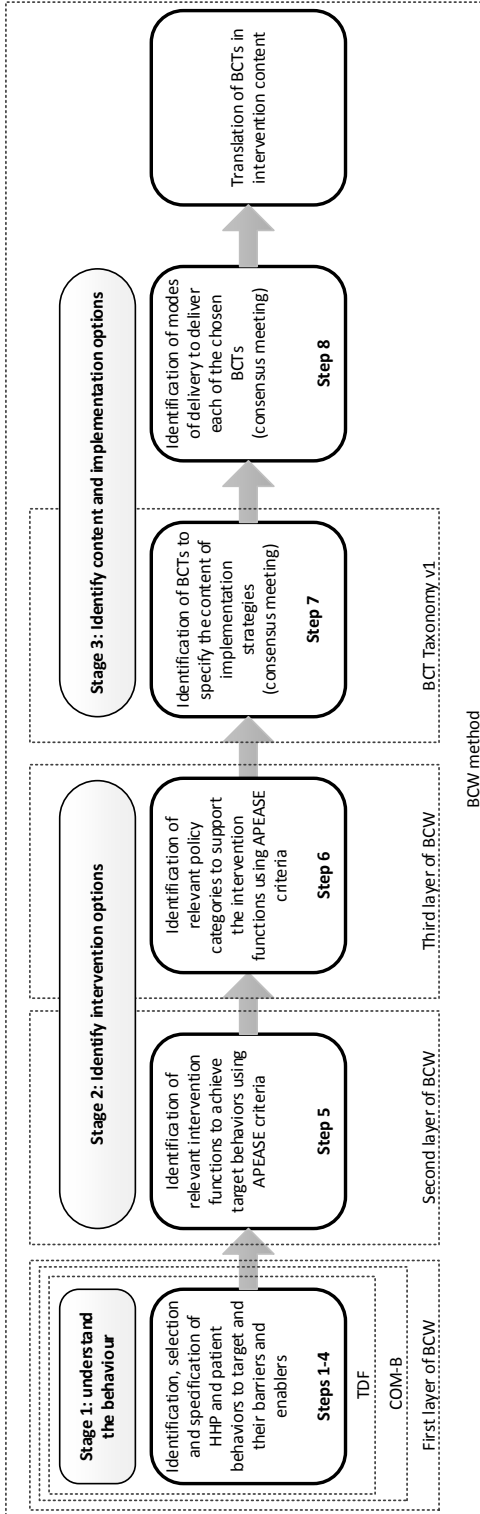 Stage 1: understand
the behaviour
Identification, selection
and specification of
HHP and patient
behaviors to target and
their barriers and
enablers
Steps 1-4
TDF
COM-B
First layer of BCW
Stage 2: Identify intervention options
Identification of
relevant intervention
functions to achieve
target behaviors using
APEASE criteria
Step 5
Second layer of BCW
Identification of
relevant policy
categories to support
the intervention
functions using APEASE
criteria
Step 6
Third layer of BCW
Stage 3: Identify content and implementation options
Identification of BCTs to
specify the content of
implementation
strategies
(consensus meeting)
Step 7
BCT Taxonomy v1
Identification of modes
of delivery to deliver
each of the chosen
BCTs
(consensus meeting)
Step 8
Translation of BCTs in
intervention content
BCW method